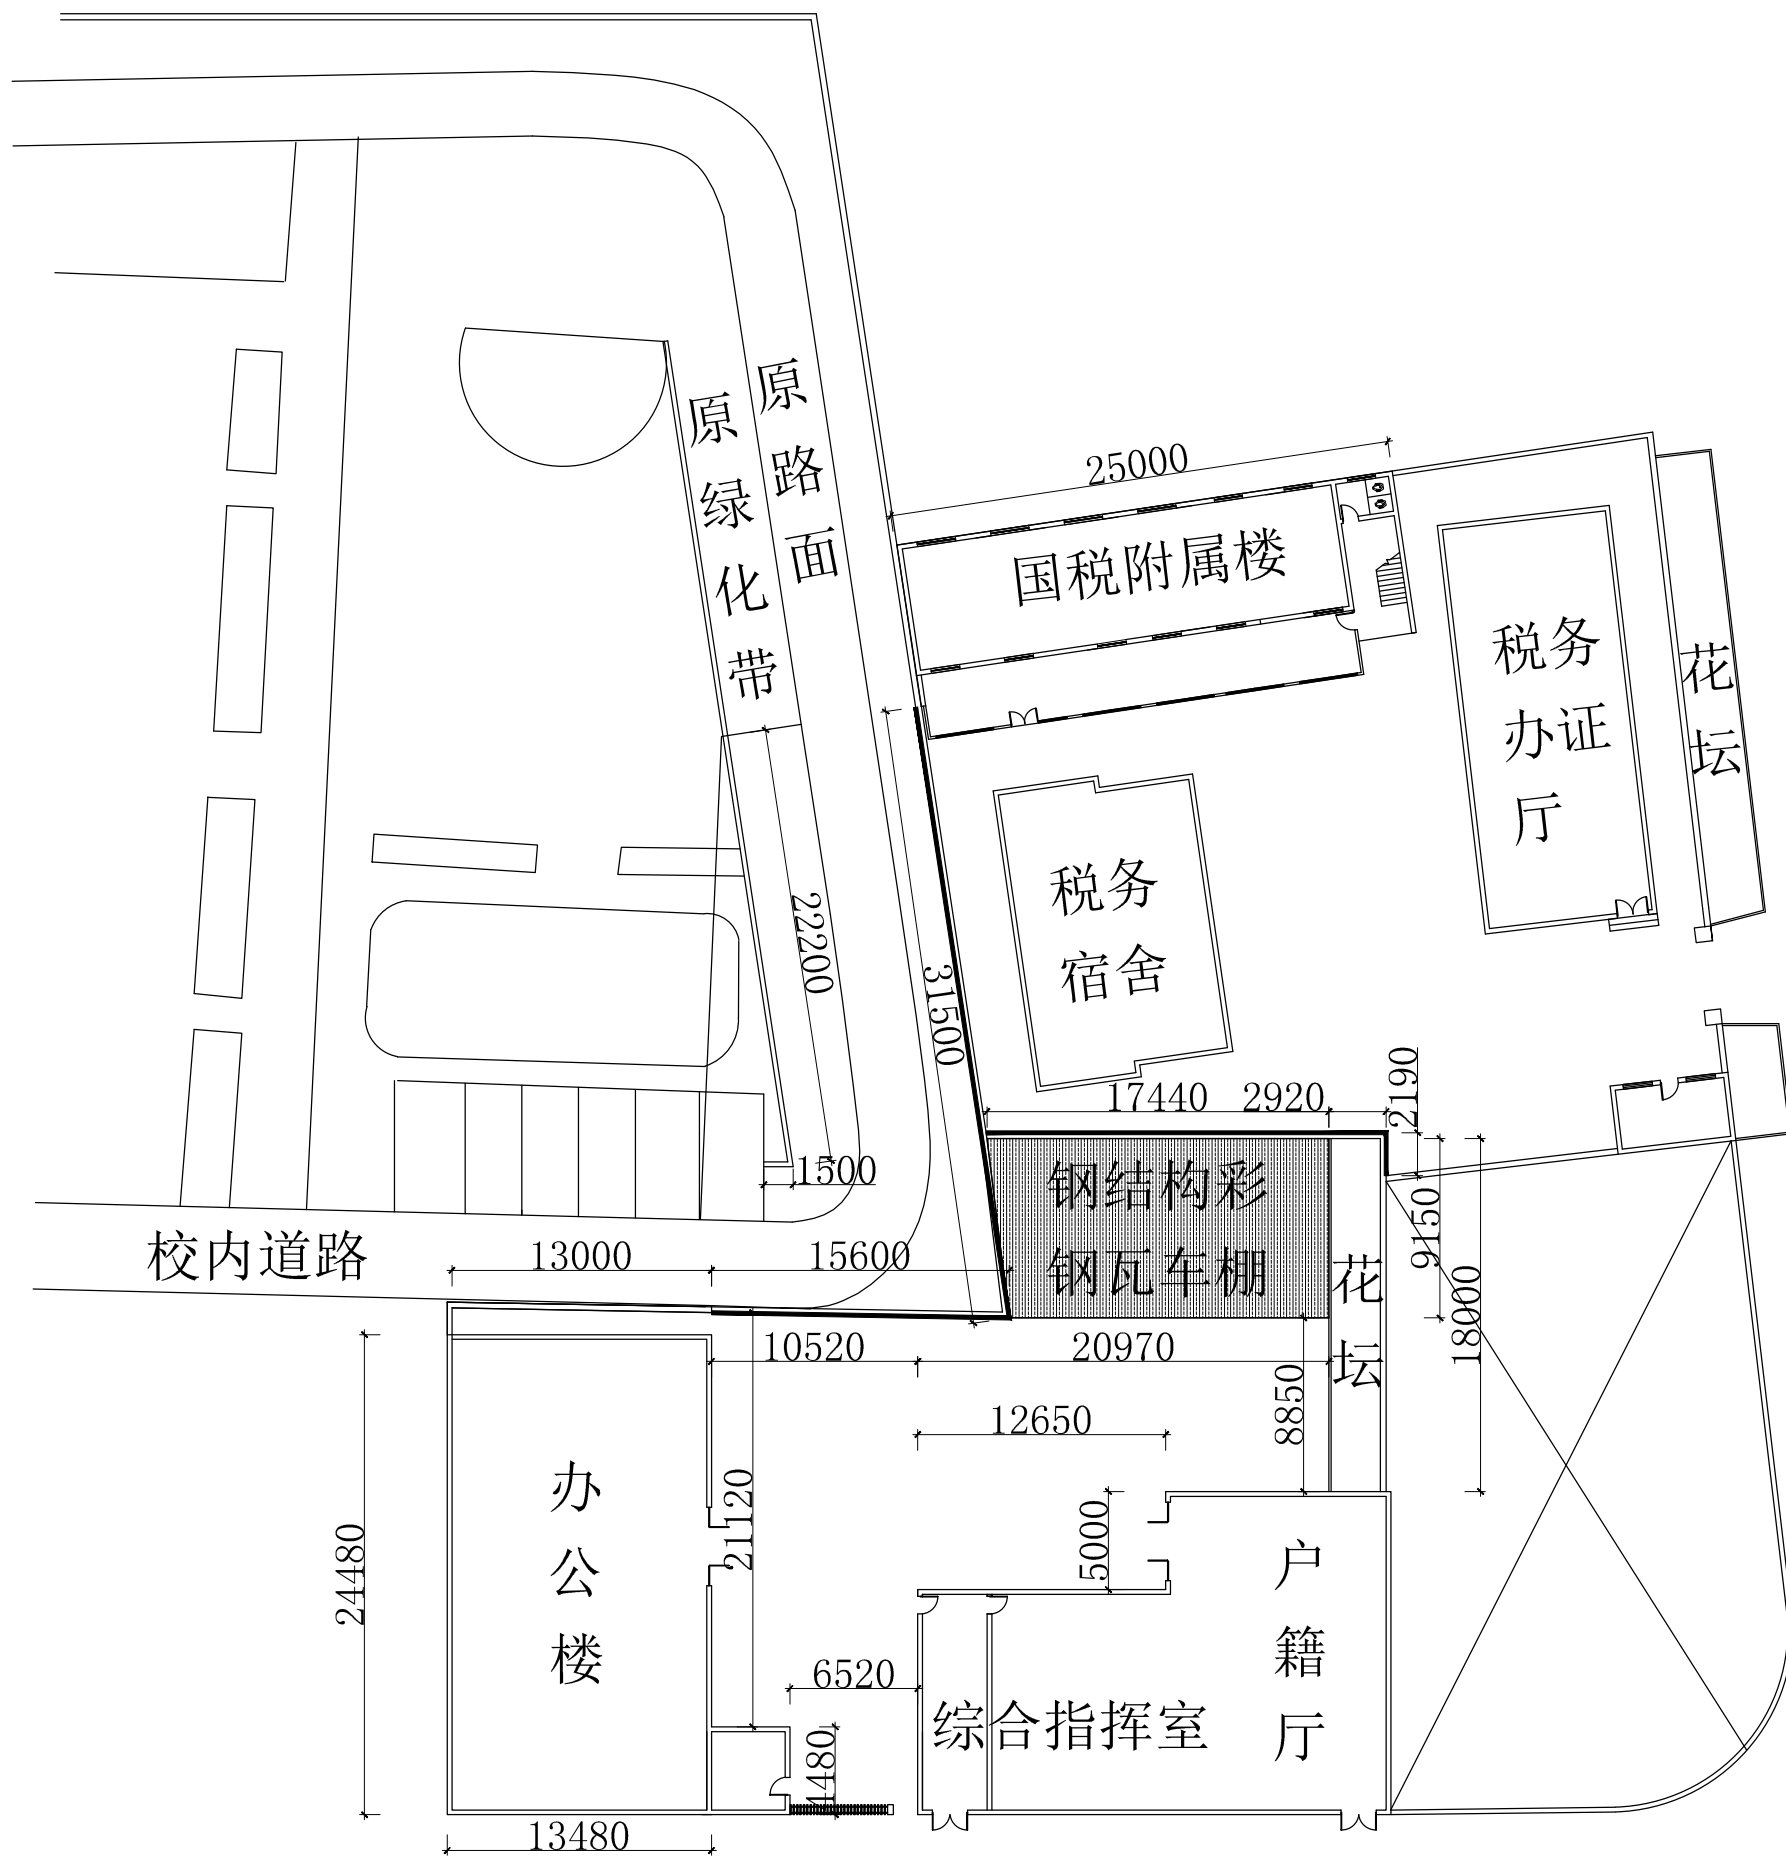 原路面
原绿化带
25000
国税附属楼
税务
办证
厅
花坛
税务
宿舍
22200
31500
17440
2920
2190
1500
钢结构彩
钢瓦车棚
9150
18000
花坛
校内道路
13000
15600
10520
20970
8850
12650
21120
5000
24480
办公楼
户籍厅
6520
综合指挥室
4480
13480